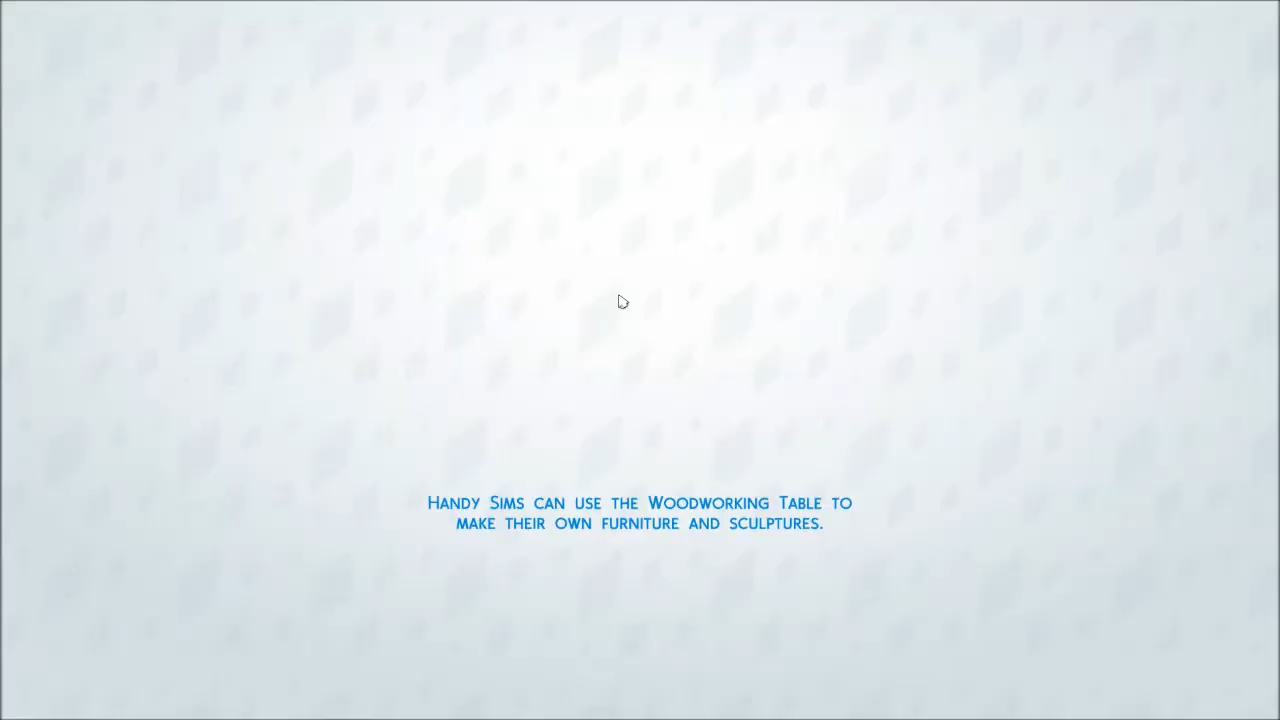 Handy Sims can use the Woodworking Table to
make their own furniture and sculptures.